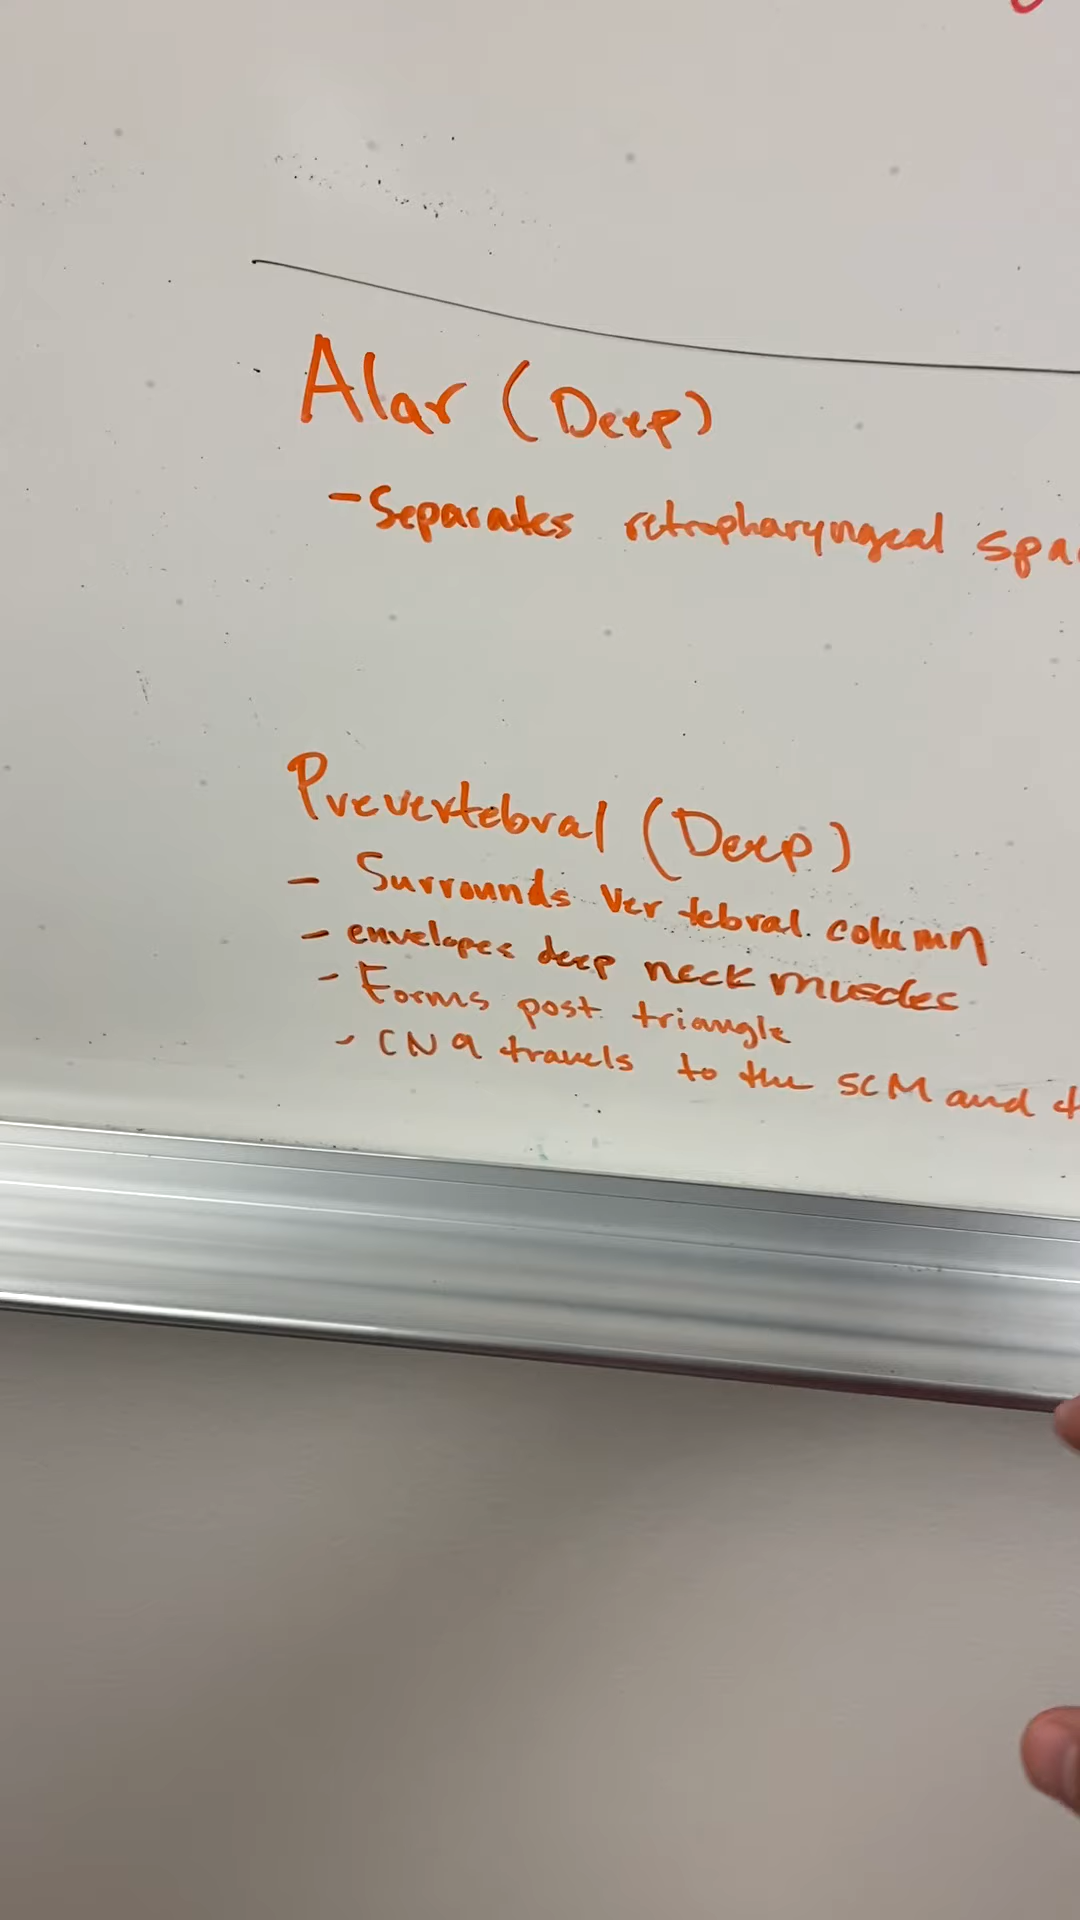 Alar (Deep)
- Separates retropharyngeal spa
Prevertebral (Deep)
- Surrounds vertebral column
- envelopes deep neck muscles
- Forms post. triangle
- CN 9 travels to the SCM and t